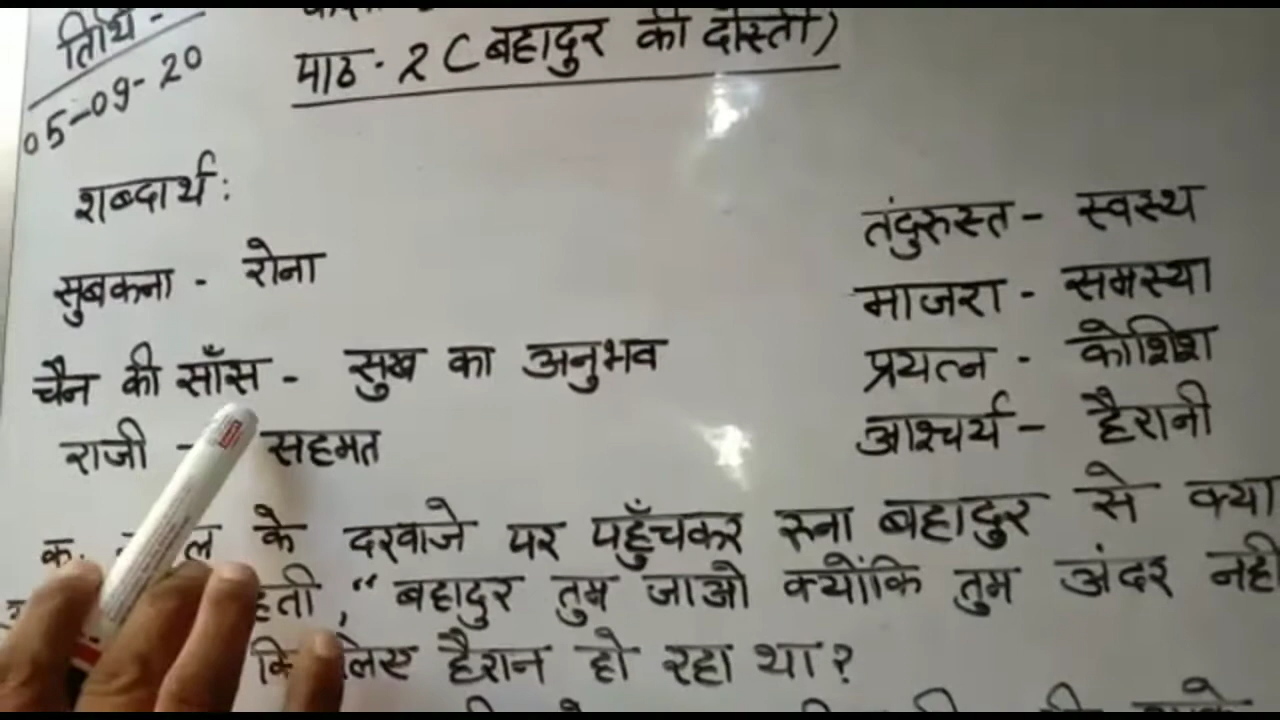 तिथि -
05-09-20
पाठ - 2 ( बहादुर की दोस्ती )
शब्दार्थ :
सुबकना - रोना
चैन की साँस - सुख का अनुभव
राजी - सहमत
तंदुरुस्त - स्वस्थ
माजरा - समस्या
प्रयत्न - कोशिश
आश्चर्य - हैरानी
क. के दरवाजे पर पहुँचकर रुना बहादुर से क्या
"बहादुर तुम जाओ क्योंकि तुम अंदर नही
हैरान हो रहा था?